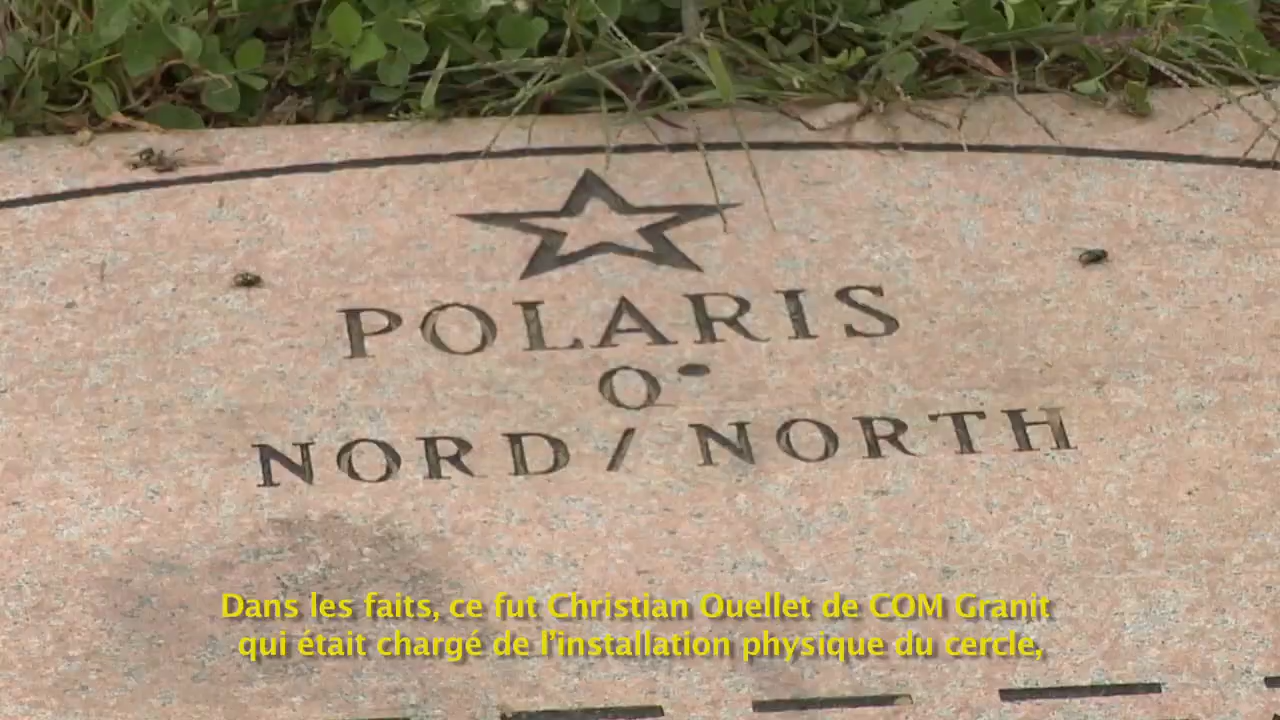 POLARIS
0°
NORD / NORTH
Dans les faits, ce fut Christian Ouellet de COM Granit
qui était chargé de l'installation physique du cercle,